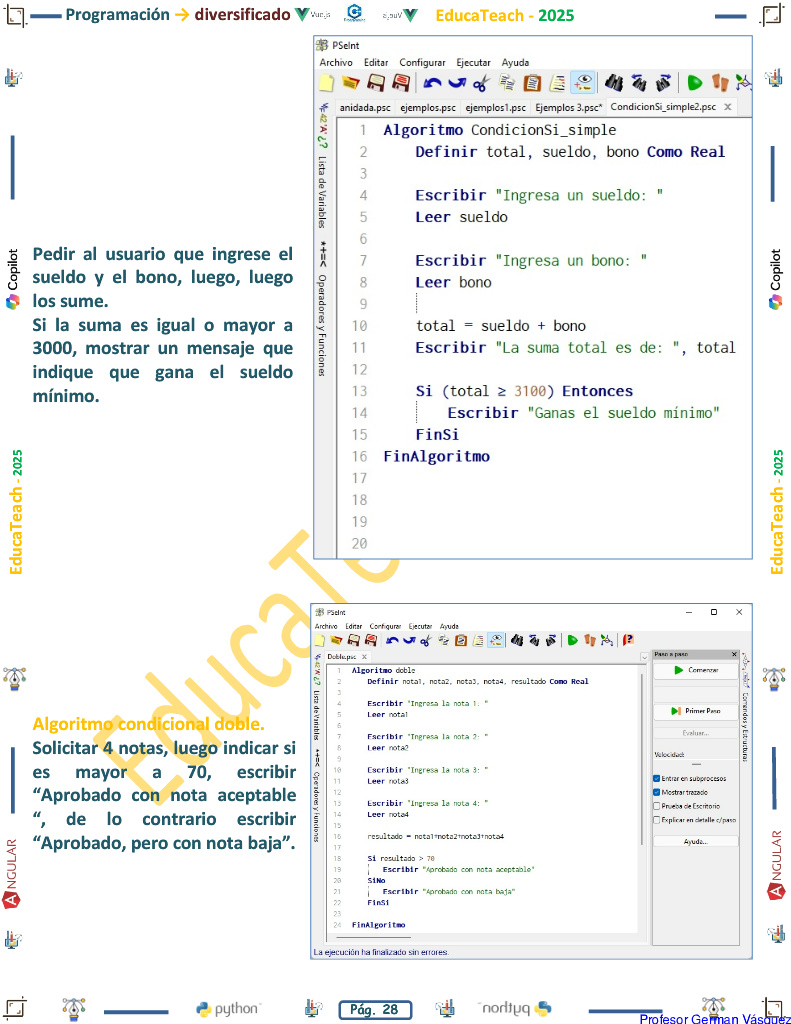 Programación → diversificado Vue.js EducaTeach - 2025
Copilot
EducaTeach - 2025
ANGULAR
Pedir al usuario que ingrese el
sueldo y el bono, luego, luego
los sume.
Si la suma es igual o mayor a
3000, mostrar un mensaje que
indique que gana el sueldo
mínimo.
PSeInt
Archivo Editar Configurar Ejecutar Ayuda
anidada.psc ejemplos.psc ejemplos1.psc Ejemplos 3.psc* CondicionSi_simple2.psc X
Lista de Variables
Operadores y Funciones
1 Algoritmo CondicionSi_simple
2 Definir total, sueldo, bono Como Real
3
4 Escribir "Ingresa un sueldo: "
5 Leer sueldo
6
7 Escribir "Ingresa un bono: "
8 Leer bono
9
10 total = sueldo + bono
11 Escribir "La suma total es de: ", total
12
13 Si (total ≥ 3100) Entonces
14 Escribir "Ganas el sueldo mínimo"
15 FinSi
16 FinAlgoritmo
17
18
19
20
Copilot
EducaTeach - 2025
ANGULAR
Algoritmo condicional doble.
Solicitar 4 notas, luego indicar si
es mayor a 70, escribir
“Aprobado con nota aceptable
“, de lo contrario escribir
“Aprobado, pero con nota baja”.
PSeInt
Archivo Editar Configurar Ejecutar Ayuda
Doble.psc X
Lista de Variables
Operadores y Funciones
1 Algoritmo doble
2 Definir nota1, nota2, nota3, nota4, resultado Como Real
3
4 Escribir "Ingresa la nota 1: "
5 Leer nota1
6
7 Escribir "Ingresa la nota 2: "
8 Leer nota2
9
10 Escribir "Ingresa la nota 3: "
11 Leer nota3
12
13 Escribir "Ingresa la nota 4: "
14 Leer nota4
15
16 resultado = nota1+nota2+nota3+nota4
17
18 Si resultado > 70
19 Escribir "Aprobado con nota aceptable"
20 SiNo
21 Escribir "Aprobado con nota baja"
22 FinSi
23
24 FinAlgoritmo
Paso a paso
Comenzar
Primer Paso
Evaluar...
Velocidad:
Entrar en subprocesos
Mostrar trazado
Prueba de Escritorio
Explicar en detalle c/paso
Ayuda...
Comandos y Estructuras
La ejecución ha finalizado sin errores.
EducaTe
python Pág. 28 python
Profesor German Vásquez